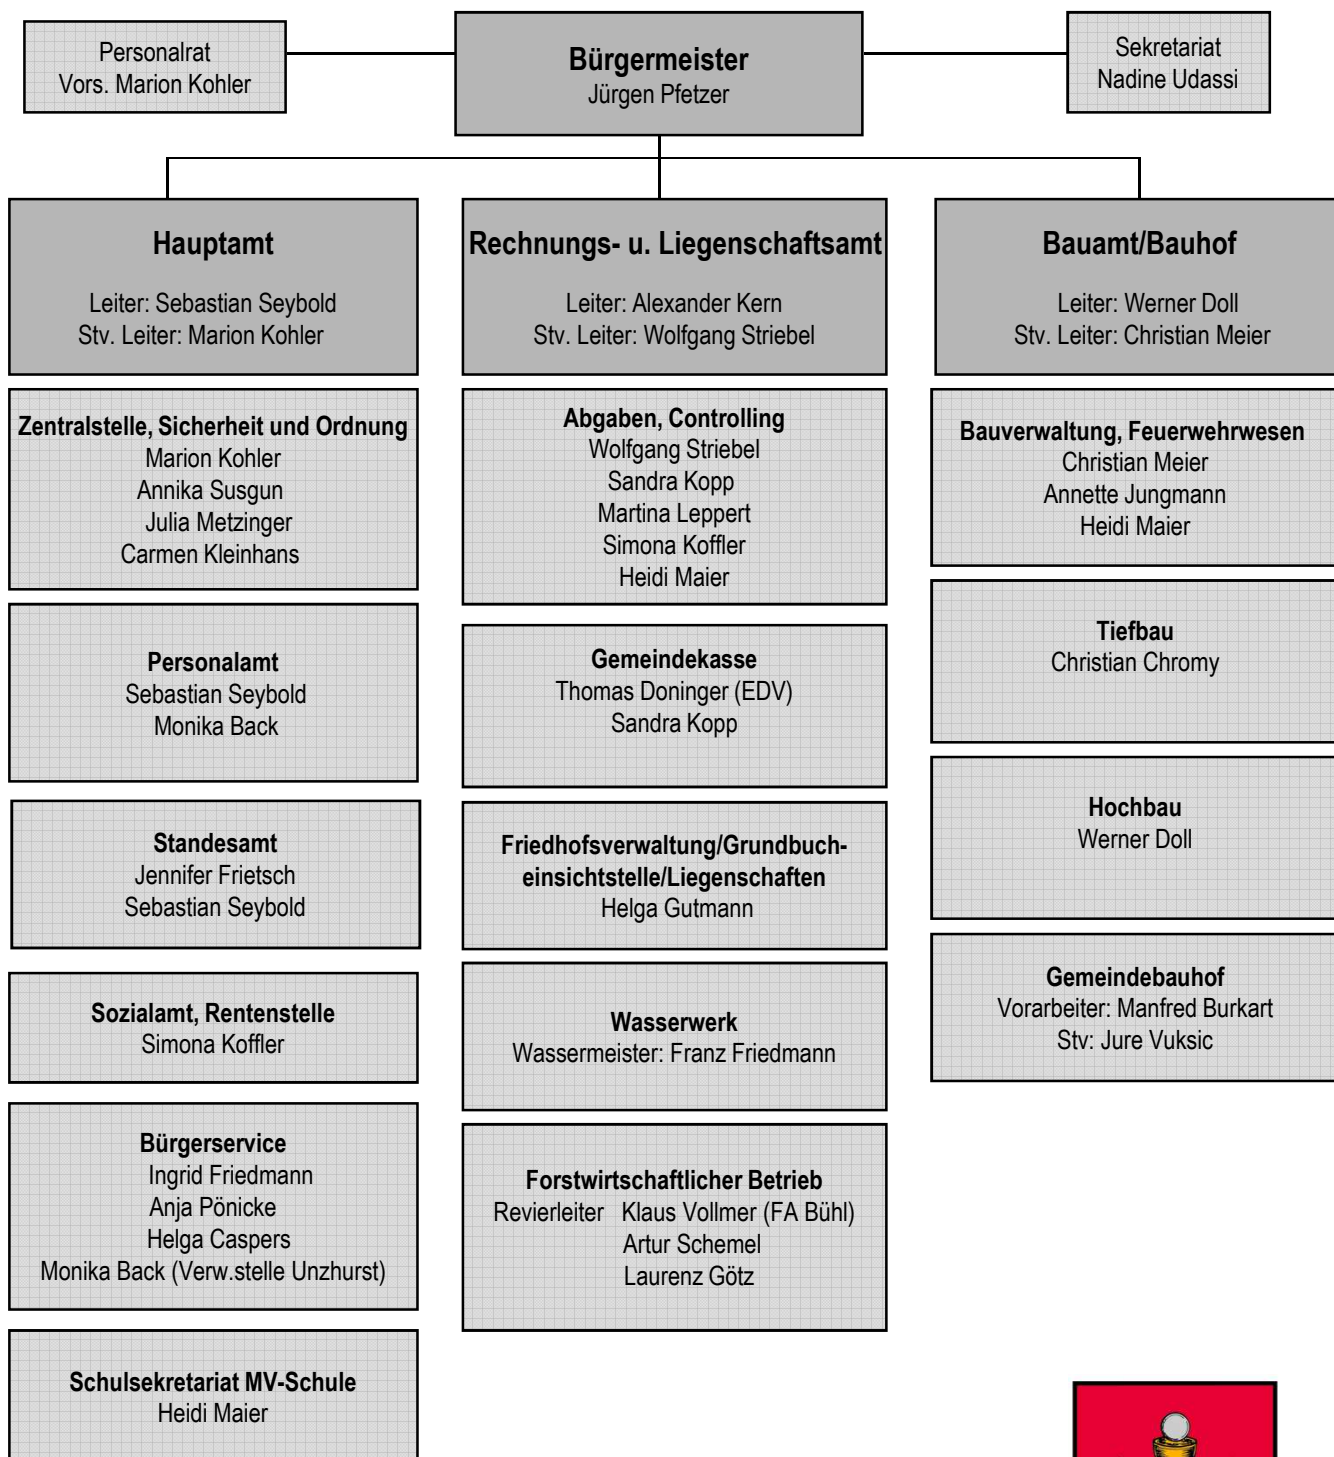 Personalrat
Vors. Marion Kohler
Bürgermeister
Jürgen Pfetzer
Sekretariat
Nadine Udassi
Hauptamt
Leiter: Sebastian Seybold
Stv. Leiter: Marion Kohler
Zentralstelle, Sicherheit und Ordnung
Marion Kohler
Annika Susgun
Julia Metzinger
Carmen Kleinhans
Personalamt
Sebastian Seybold
Monika Back
Standesamt
Jennifer Frietsch
Sebastian Seybold
Sozialamt, Rentenstelle
Simona Koffler
Bürgerservice
Ingrid Friedmann
Anja Pönicke
Helga Caspers
Monika Back (Verw.stelle Unzhurst)
Schulsekretariat MV-Schule
Heidi Maier
Rechnungs- u. Liegenschaftsamt
Leiter: Alexander Kern
Stv. Leiter: Wolfgang Striebel
Abgaben, Controlling
Wolfgang Striebel
Sandra Kopp
Martina Leppert
Simona Koffler
Heidi Maier
Gemeindekasse
Thomas Doninger (EDV)
Sandra Kopp
Friedhofsverwaltung/Grundbuch-
einsichtstelle/Liegenschaften
Helga Gutmann
Wasserwerk
Wassermeister: Franz Friedmann
Forstwirtschaftlicher Betrieb
Revierleiter Klaus Vollmer (FA Bühl)
Artur Schemel
Laurenz Götz
Bauamt/Bauhof
Leiter: Werner Doll
Stv. Leiter: Christian Meier
Bauverwaltung, Feuerwehrwesen
Christian Meier
Annette Jungmann
Heidi Maier
Tiefbau
Christian Chromy
Hochbau
Werner Doll
Gemeindebauhof
Vorarbeiter: Manfred Burkart
Stv: Jure Vuksic